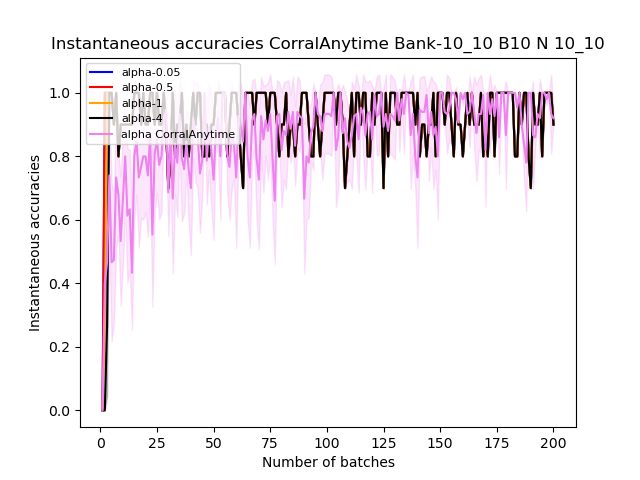 Instantaneous accuracies CorralAnytime Bank-10_10 B10 N 10_10
alpha-0.05
alpha-0.5
alpha-1
alpha-4
alpha CorralAnytime
Instantaneous accuracies
1.0
0.8
0.6
0.4
0.2
0.0
0 25 50 75 100 125 150 175 200
Number of batches